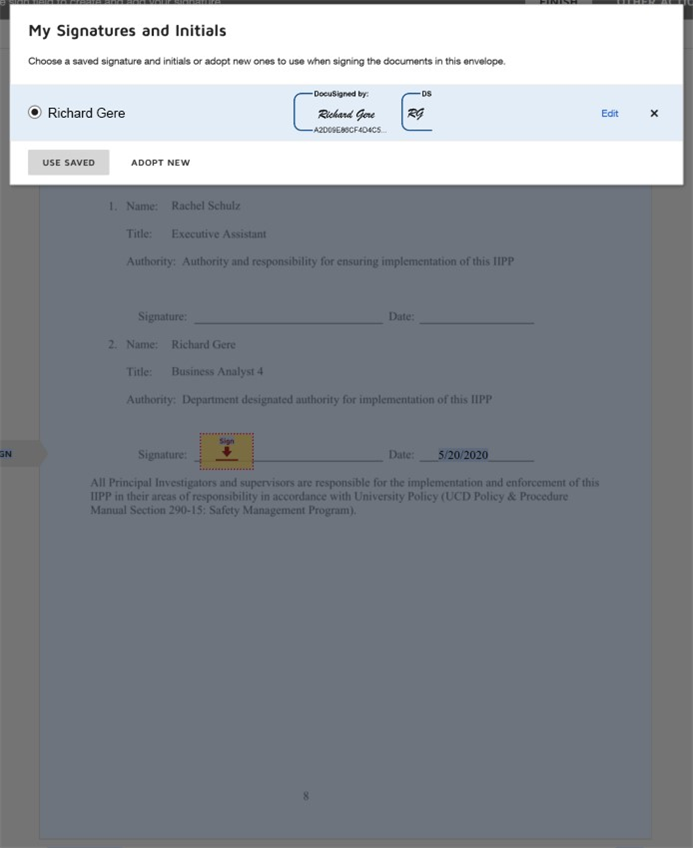 FINISH
My Signatures and Initials
Choose a saved signature and initials or adopt new ones to use when signing the documents in this envelope.
Richard Gere
DocuSigned by:
Richard Gere
A2D09E86CF4D4C5...
DS
RG
Edit
USE SAVED ADOPT NEW
1. Name: Rachel Schulz
Title: Executive Assistant
Authority: Authority and responsibility for ensuring implementation of this IIPP
Signature: Date:
2. Name: Richard Gere
Title: Business Analyst 4
Authority: Department designated authority for implementation of this IIPP
Sign
Signature: Date: 5/20/2020
All Principal Investigators and supervisors are responsible for the implementation and enforcement of this
IIPP in their areas of responsibility in accordance with University Policy (UCD Policy & Procedure
Manual Section 290-15: Safety Management Program).
8